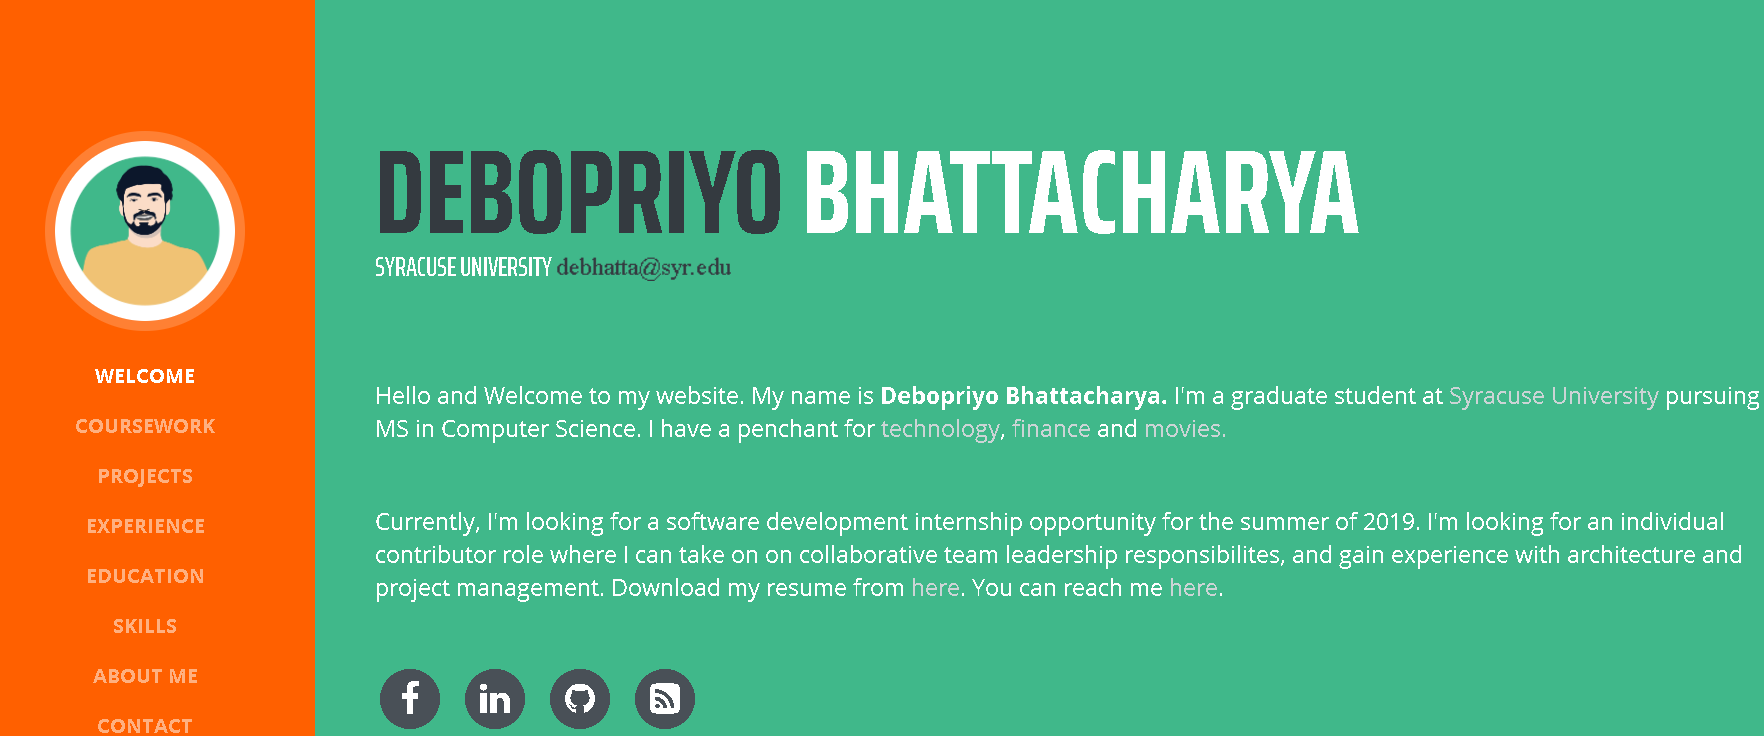 WELCOME
COURSEWORK
PROJECTS
EXPERIENCE
EDUCATION
SKILLS
ABOUT ME
CONTACT
DEBOPRIYO BHATTACHARYA
SYRACUSE UNIVERSITY debhatta@syr.edu
Hello and Welcome to my website. My name is Debopriyo Bhattacharya. I'm a graduate student at Syracuse University pursuing
MS in Computer Science. I have a penchant for technology, finance and movies.
Currently, I'm looking for a software development internship opportunity for the summer of 2019. I'm looking for an individual
contributor role where I can take on on collaborative team leadership responsibilites, and gain experience with architecture and
project management. Download my resume from here. You can reach me here.